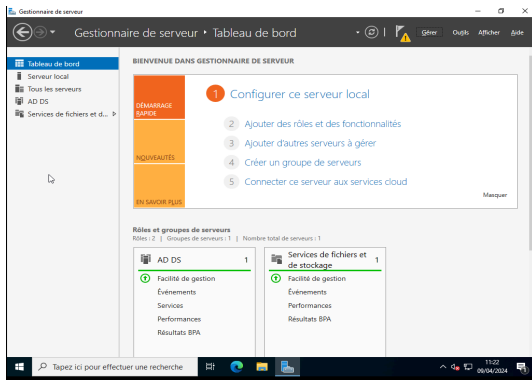 Gestionnaire de serveur
Gestionnaire de serveur • Tableau de bord
Gérer Outils Afficher Aide
Tableau de bord
Serveur local
Tous les serveurs
AD DS
Services de fichiers et d...
BIENVENUE DANS GESTIONNAIRE DE SERVEUR
DÉMARRAGE RAPIDE
NOUVEAUTÉS
EN SAVOIR PLUS
1 Configurer ce serveur local
2 Ajouter des rôles et des fonctionnalités
3 Ajouter d'autres serveurs à gérer
4 Créer un groupe de serveurs
5 Connecter ce serveur aux services cloud
Masquer
Rôles et groupes de serveurs
Rôles : 2 | Groupes de serveurs : 1 | Nombre total de serveurs : 1
AD DS 1
Facilité de gestion
Événements
Services
Performances
Résultats BPA
Services de fichiers et de stockage 1
Facilité de gestion
Événements
Performances
Résultats BPA
Tapez ici pour effectuer une recherche
11:22
09/04/2024